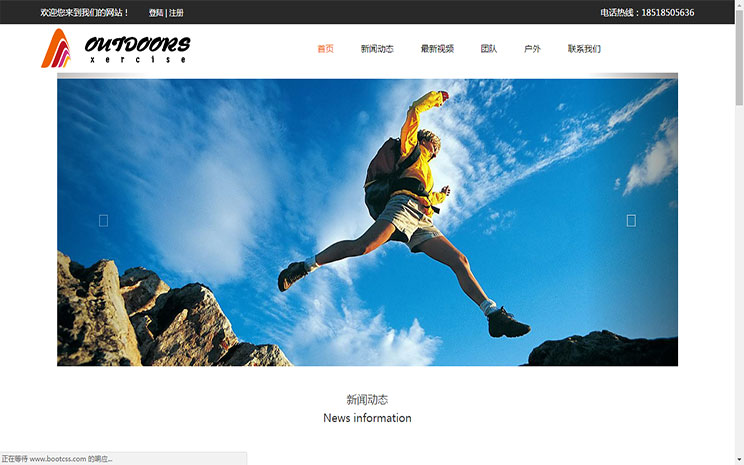 欢迎您来到我们的网站！ 登陆 | 注册 电话热线：18518505636
OUTDOORS
xercise
首页 新闻动态 最新视频 团队 户外 联系我们
新闻动态
News information
正在等待 www.bootcss.com 的响应...